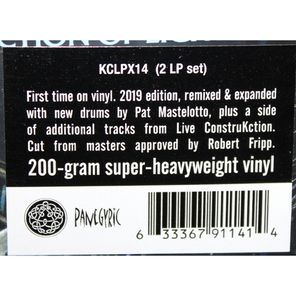 KCLPX14 (2 LP set)
First time on vinyl. 2019 edition, remixed & expanded
with new drums by Pat Mastelotto, plus a side
of additional tracks from Live ConstruKction.
Cut from masters approved by Robert Fripp.
200-gram super-heavyweight vinyl
PANEGYRIC
6 33367 91141 4